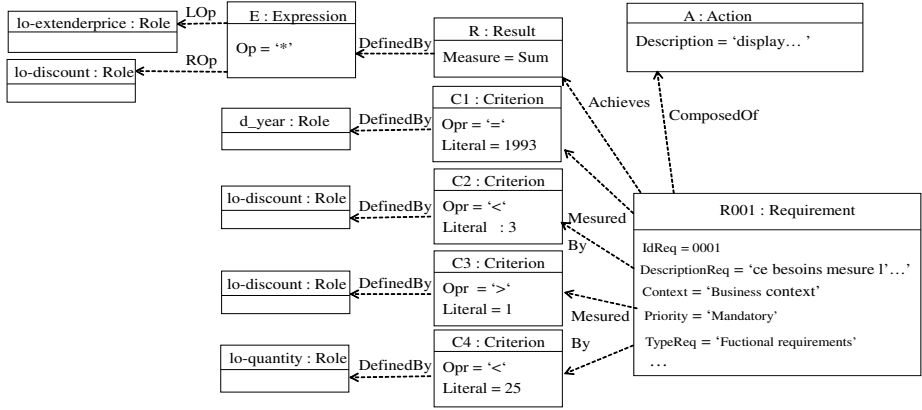 lo-extenderprice : Role
LOp
E : Expression
Op = ‘*’
ROp
lo-discount : Role
DefinedBy
R : Result
Measure = Sum
A : Action
Description = ‘display… ’
Achieves
ComposedOf
d_year : Role
DefinedBy
C1 : Criterion
Opr = ‘=‘
Literal = 1993
lo-discount : Role
DefinedBy
C2 : Criterion
Opr = ‘<‘
Literal : 3
Mesured
By
lo-discount : Role
DefinedBy
C3 : Criterion
Opr = ‘>‘
Literal = 1
Mesured
By
lo-quantity : Role
DefinedBy
C4 : Criterion
Opr = ‘<‘
Literal = 25
R001 : Requirement
IdReq = 0001
DescriptionReq = ‘ce besoins mesure l’…’
Context = ‘Business context’
Priority = ‘Mandatory’
TypeReq = ‘Fuctional requirements’
…